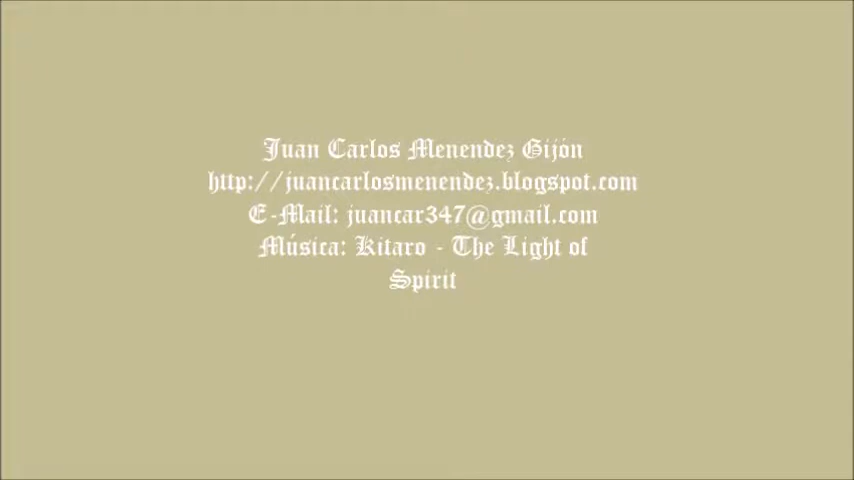 Juan Carlos Menendez Gijón
http://juancarlosmenendez.blogspot.com
E-Mail: juancar347@gmail.com
Música: Kitaro - The Light of
Spirit